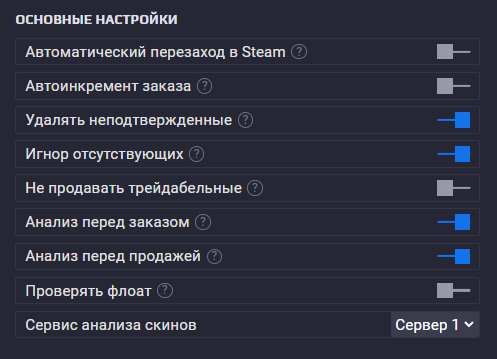 ОСНОВНЫЕ НАСТРОЙКИ
Автоматический перезаход в Steam ?
Автоинкремент заказа ?
Удалять неподтвержденные ?
Игнор отсутствующих ?
Не продавать трейдабельные ?
Анализ перед заказом ?
Анализ перед продажей ?
Проверять флоат ?
Сервис анализа скинов Сервер 1